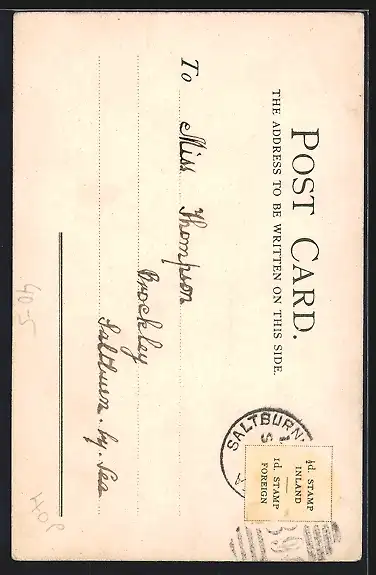 POST CARD.
THE ADDRESS TO BE WRITTEN ON THIS SIDE.
SALTBURN
S
A
½d. STAMP
INLAND
1d. STAMP
FOREIGN
To Miss Thompson
Brockley
Saltburn. by. Sea
40-5